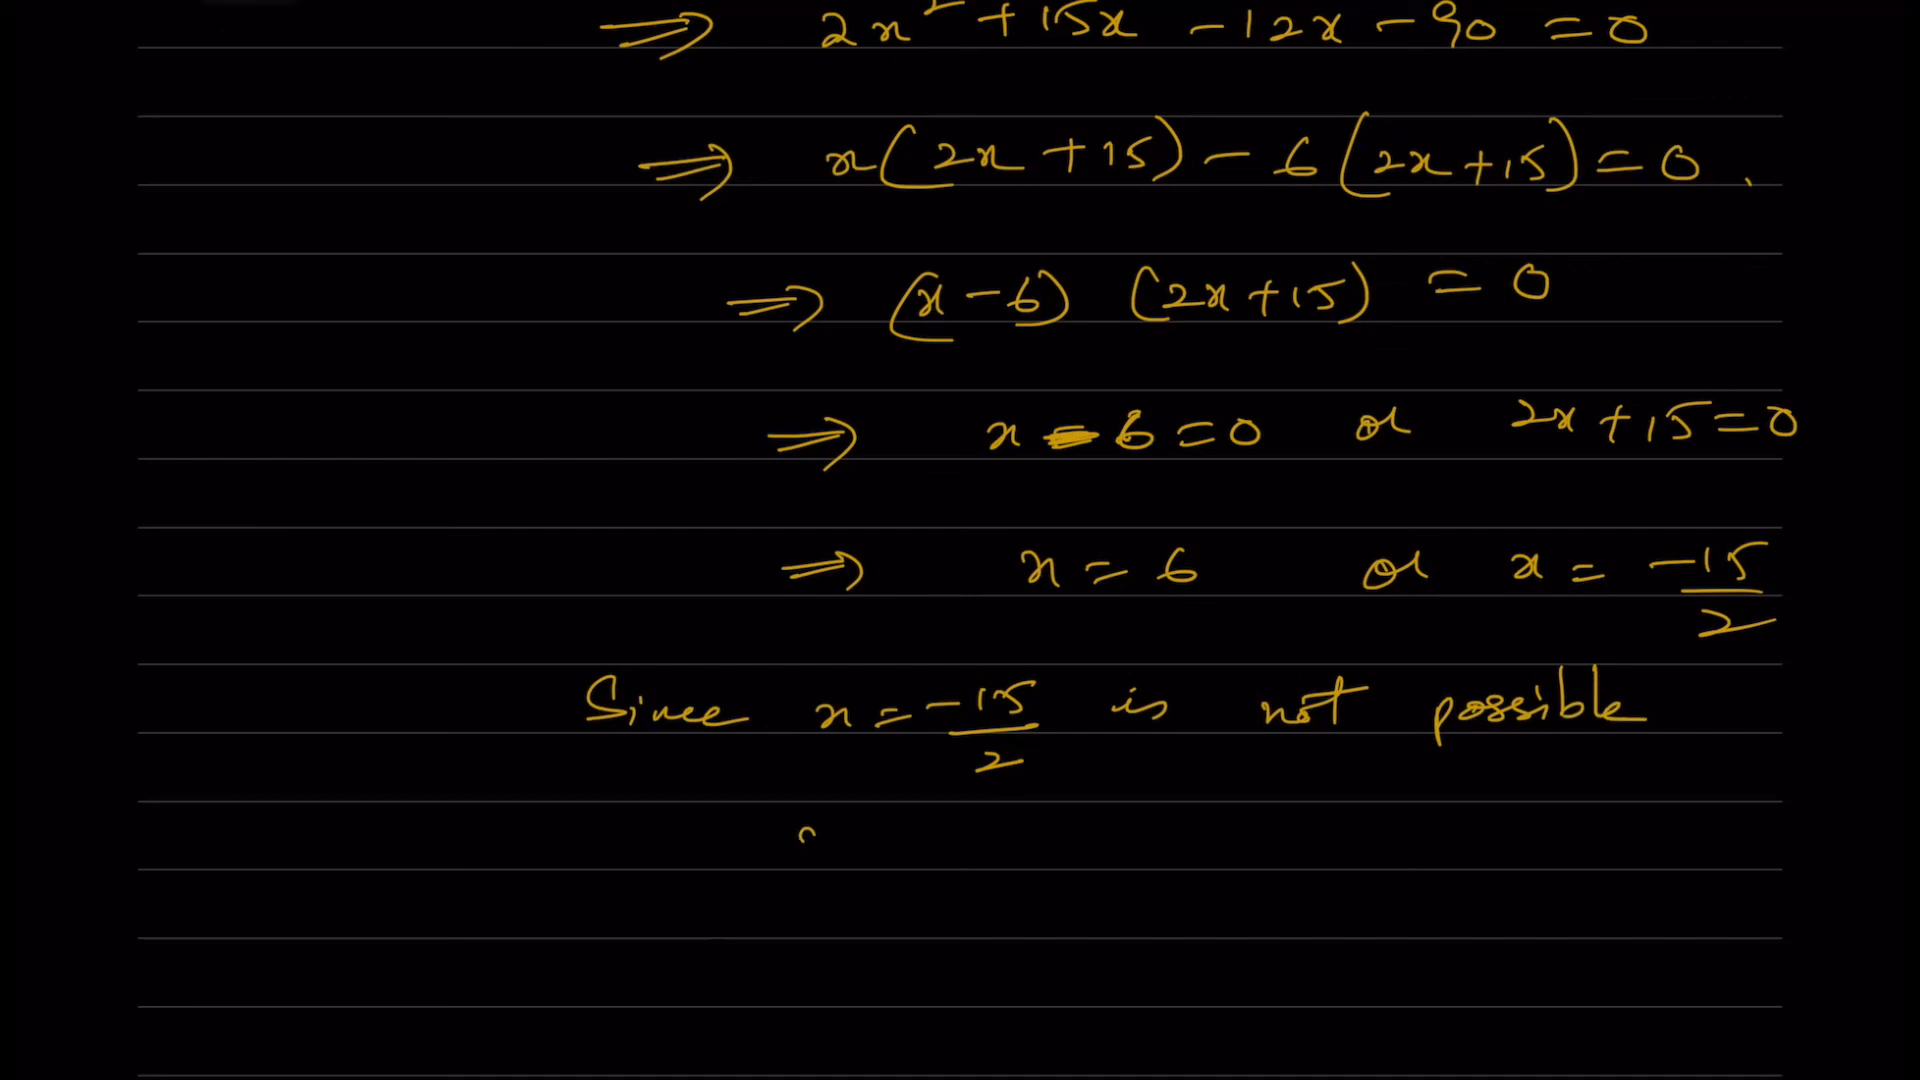 ⇒ 2x² + 15x - 12x - 90 = 0
⇒ x(2x + 15) - 6(2x + 15) = 0.
⇒ (x - 6) (2x + 15) = 0
⇒ x - 6 = 0 or 2x + 15 = 0
⇒ x = 6 or x = -15/2
Since x = -15/2 is not possible